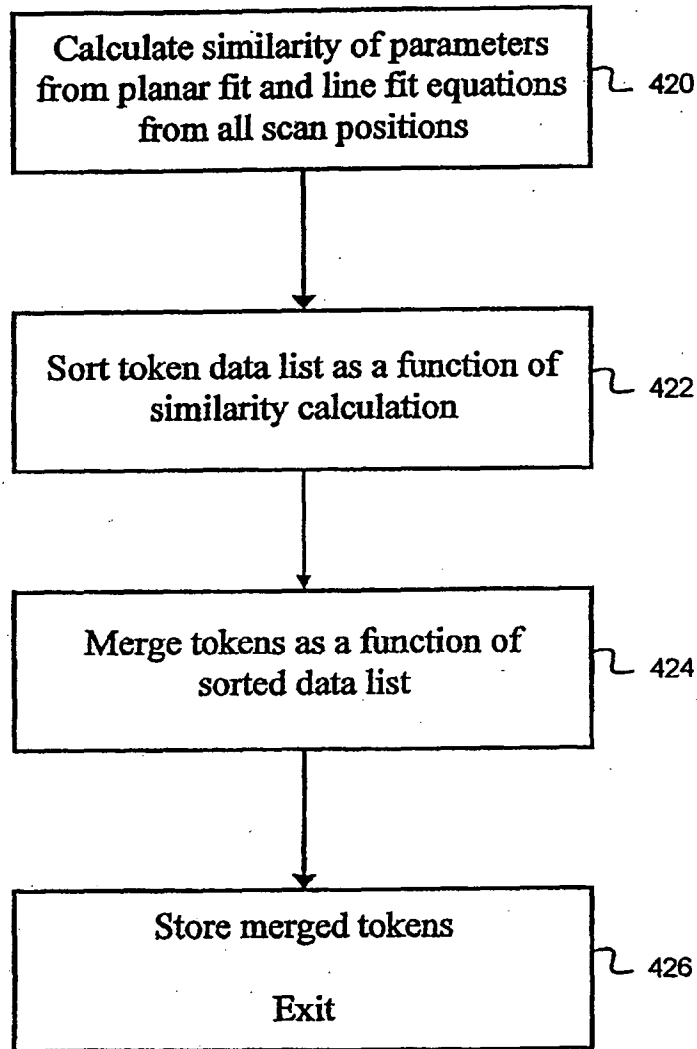 Calculate similarity of parameters
from planar fit and line fit equations
from all scan positions
420
Sort token data list as a function of
similarity calculation
422
Merge tokens as a function of
sorted data list
424
Store merged tokens
Exit
426